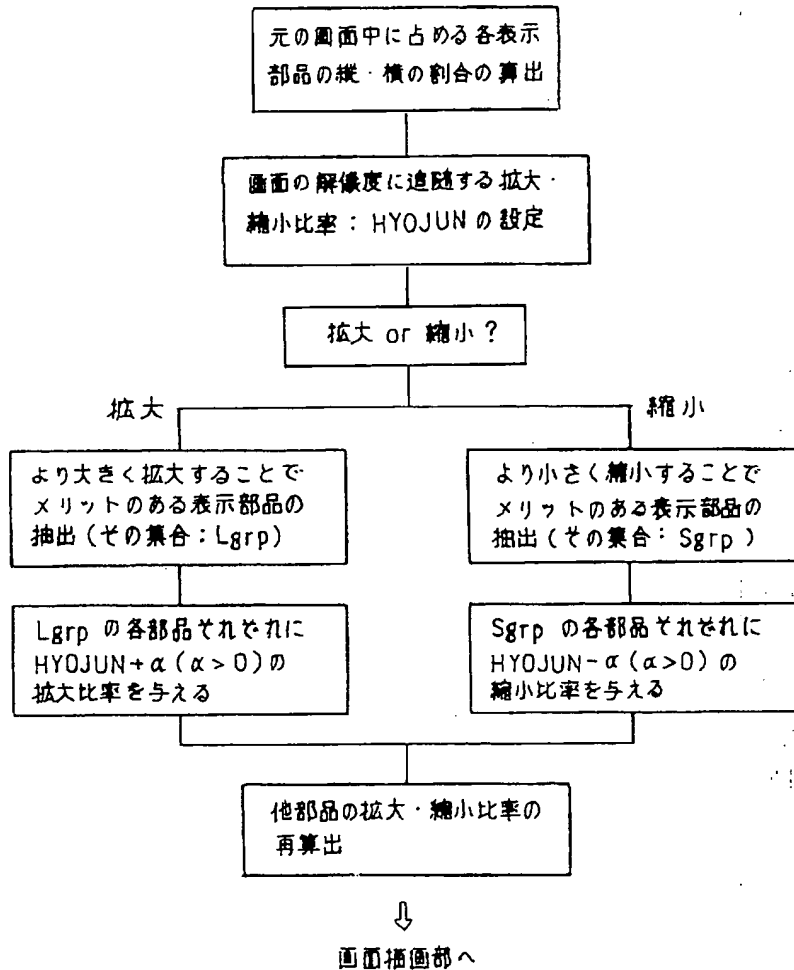 元の画面中に占める各表示
部品の縦・横の割合の算出
画面の解像度に追随する拡大・
縮小比率：HYOJUNの設定
拡大 or 縮小？
拡大
縮小
より大きく拡大することで
メリットのある表示部品の
抽出（その集合：Lgrp）
より小さく縮小することで
メリットのある表示部品の
抽出（その集合：Sgrp）
Lgrp の各部品それぞれに
HYOJUN+α（α>0）の
拡大比率を与える
Sgrp の各部品それぞれに
HYOJUN-α（α>0）の
縮小比率を与える
他部品の拡大・縮小比率の
再算出
画面描画部へ